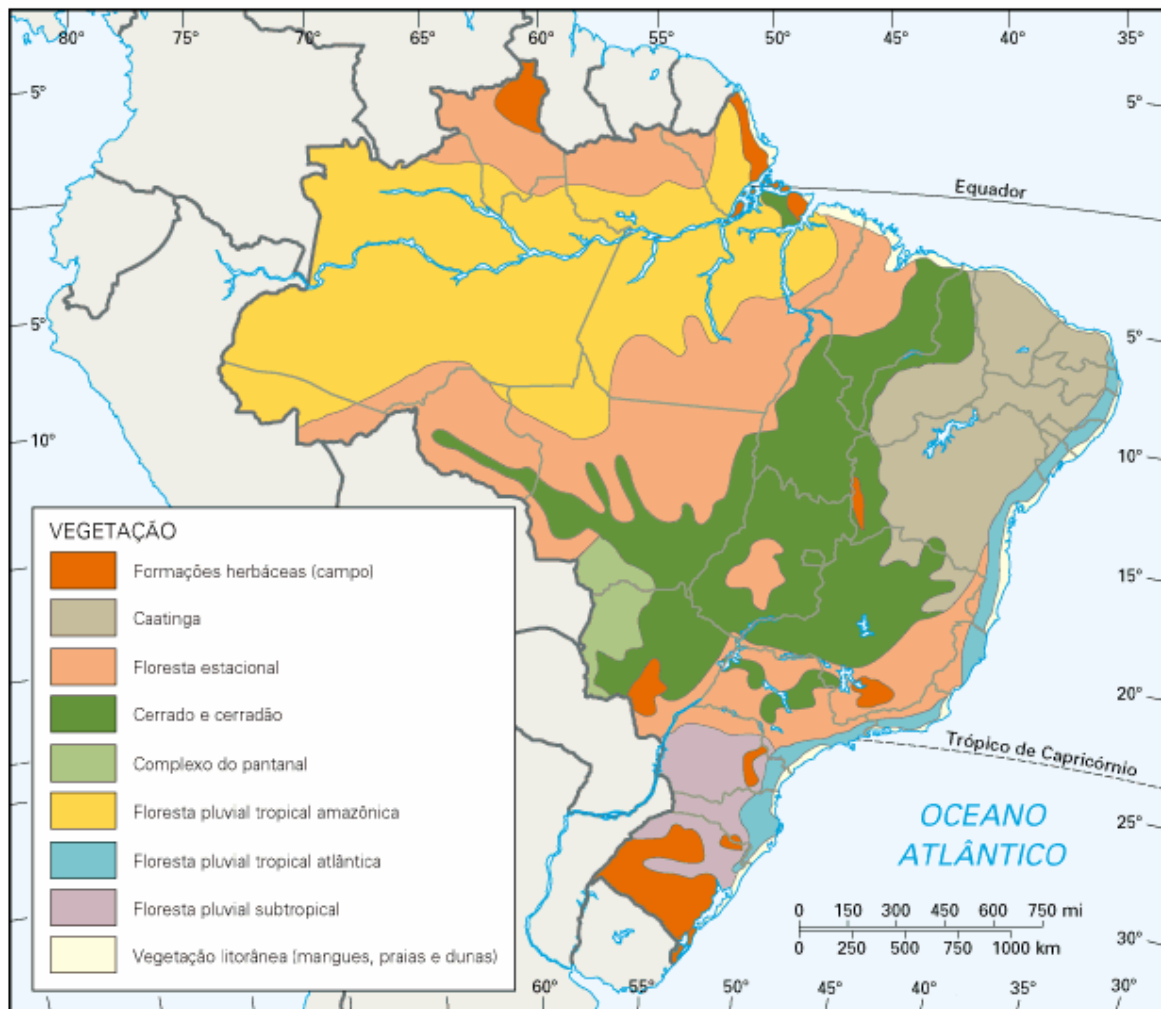 80° 75° 70° 65° 60° 55° 50° 45° 40° 35°
5° 5°
Equador
5° 5°
10° 10°
VEGETAÇÃO
Formações herbáceas (campo)
Caatinga
Floresta estacional
Cerrado e cerradão
Complexo do pantanal
Floresta pluvial tropical amazônica
Floresta pluvial tropical atlântica
Floresta pluvial subtropical
Vegetação litorânea (mangues, praias e dunas)
15°
20°
Trópico de Capricórnio
OCEANO
ATLÂNTICO
25°
0 150 300 450 600 750 mi
0 250 500 750 1000 km
30°
60° 55° 50° 45° 40° 35° 30°